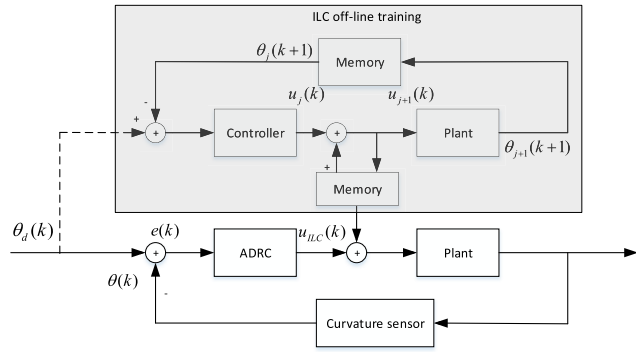 ILC off-line training
θj(k+1)
Memory
-
uj(k)
uj+1(k)
+
+
Controller
+
Plant
θj+1(k+1)
+
Memory
θd(k)
e(k)
uILC(k)
+
ADRC
+
Plant
θ(k)
-
Curvature sensor